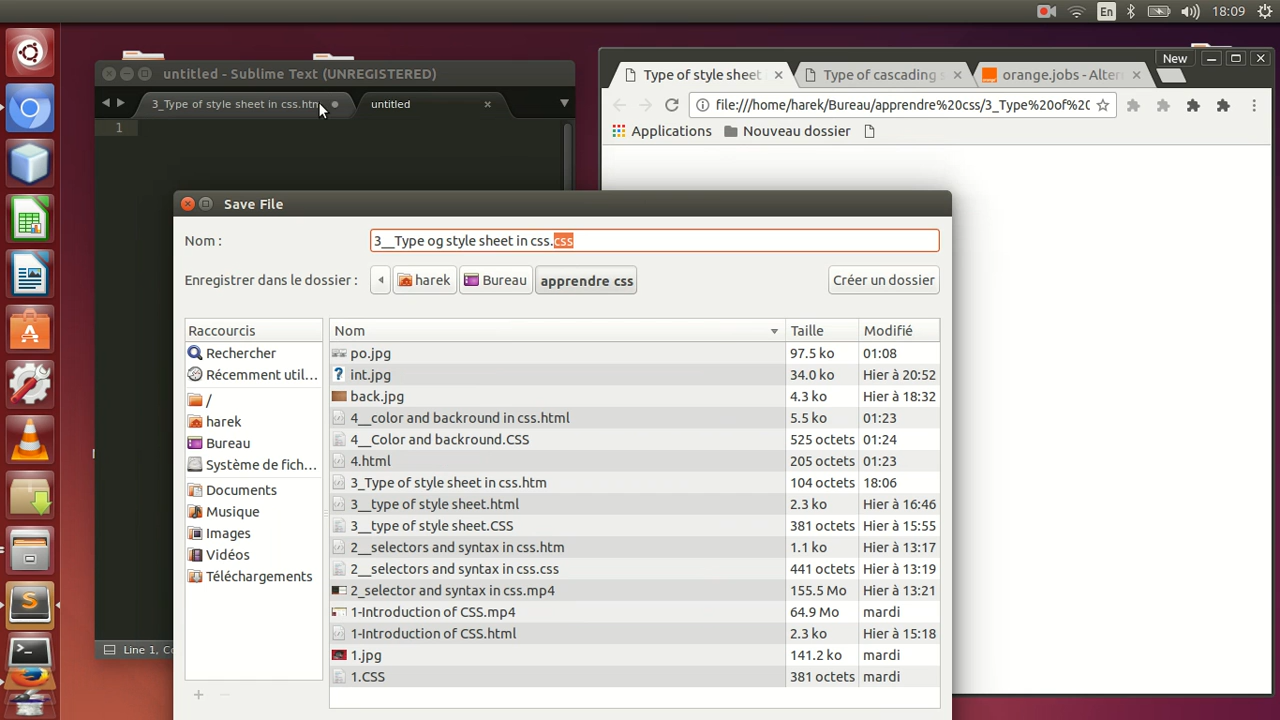 En 18:09
untitled - Sublime Text (UNREGISTERED)
3_Type of style sheet in css.htm
untitled
1
New
Type of style sheet
Type of cascading s
orange.jobs - Altern
file:///home/harek/Bureau/apprendre%20css/3_Type%20of%20
Applications Nouveau dossier
Save File
Nom : 3__Type og style sheet in css.css
Enregistrer dans le dossier : harek Bureau apprendre css Créer un dossier
Raccourcis
Rechercher
Récemment util...
/
harek
Bureau
Système de fich...
Documents
Musique
Images
Vidéos
Téléchargements
Nom Taille Modifié
po.jpg 97.5 ko 01:08
int.jpg 34.0 ko Hier à 20:52
back.jpg 4.3 ko Hier à 18:32
4__color and backround in css.html 5.5 ko 01:23
4__Color and backround.CSS 525 octets 01:24
4.html 205 octets 01:23
3_Type of style sheet in css.htm 104 octets 18:06
3__type of style sheet.html 2.3 ko Hier à 16:46
3__type of style sheet.CSS 381 octets Hier à 15:55
2__selectors and syntax in css.htm 1.1 ko Hier à 13:17
2__selectors and syntax in css.css 441 octets Hier à 13:19
2_selector and syntax in css.mp4 155.5 Mo Hier à 13:21
1-Introduction of CSS.mp4 64.9 Mo mardi
1-Introduction of CSS.html 2.3 ko Hier à 15:18
1.jpg 141.2 ko mardi
1.CSS 381 octets mardi
Line 1, Co